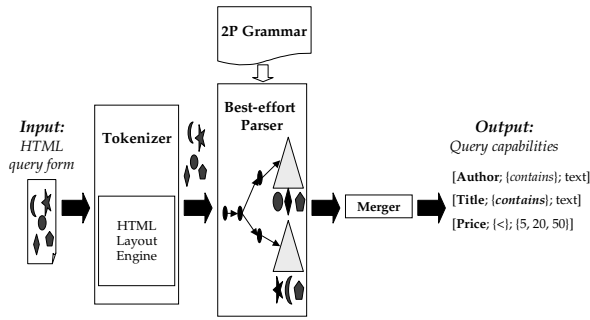 2P Grammar
Input:
HTML
query form
Tokenizer
HTML
Layout
Engine
Best-effort
Parser
Merger
Output:
Query capabilities
[Author; {contains}; text]
[Title; {contains}; text)
[Price; {<}; {5, 20, 50}]